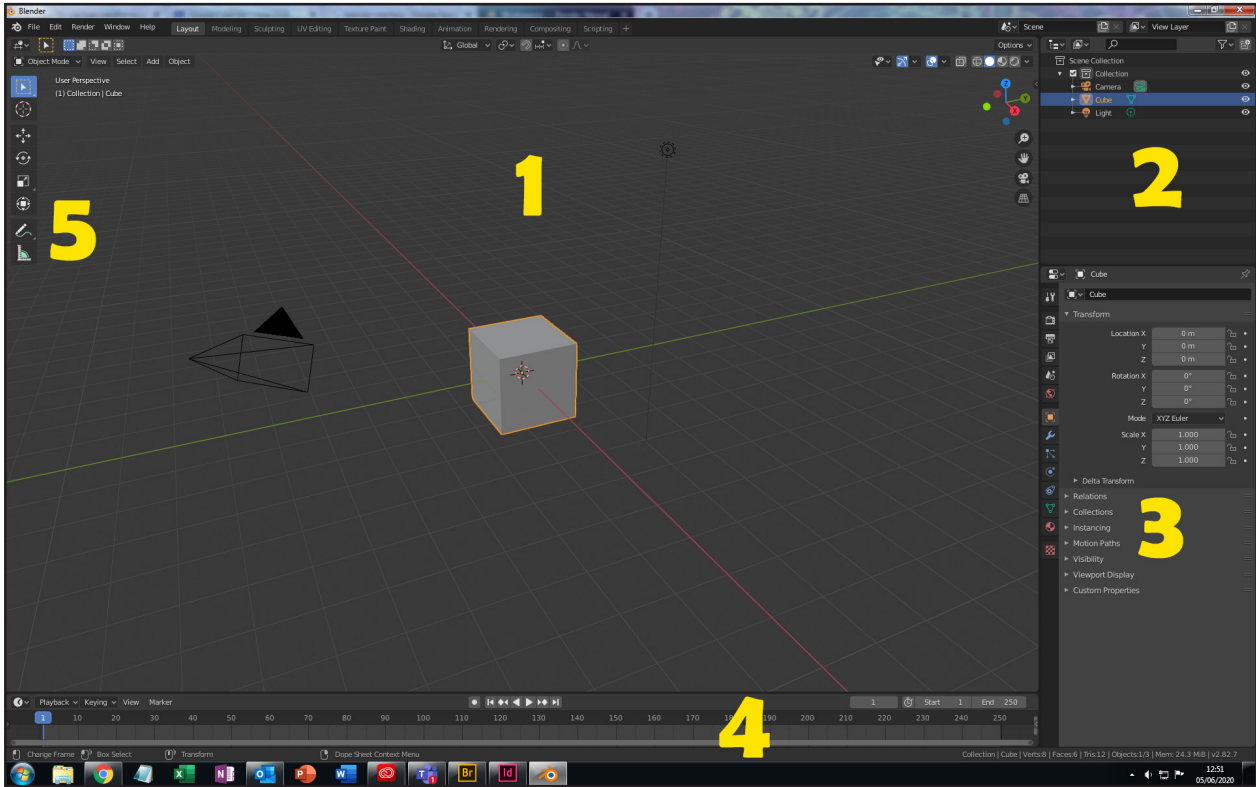 Blender
File Edit Render Window Help Layout Modeling Sculpting UV Editing Texture Paint Shading Animation Rendering Compositing Scripting + Scene View Layer
Global Options
Object Mode View Select Add Object
User Perspective
(1) Collection | Cube
Scene Collection
Collection
Camera
Cube
Light
1
2
5
X
Y
Z
Cube
Cube
Transform
Location X 0 m
Y 0 m
Z 0 m
Rotation X 0°
Y 0°
Z 0°
Mode XYZ Euler
Scale X 1.000
Y 1.000
Z 1.000
Delta Transform
Relations
Collections
Instancing
Motion Paths
Visibility
Viewport Display
Custom Properties
3
Playback Keying View Marker 1 Start 1 End 250
1 10 20 30 40 50 60 70 80 90 100 110 120 130 140 150 160 170 180 190 200 210 220 230 240 250
4
Change Frame Box Select Transform Dope Sheet Context Menu Collection | Cube | Verts:8 | Faces:6 | Tris:12 | Objects:1/3 | Mem: 24.3 MiB | v2.82.7
Br Id
12:51
05/06/2020